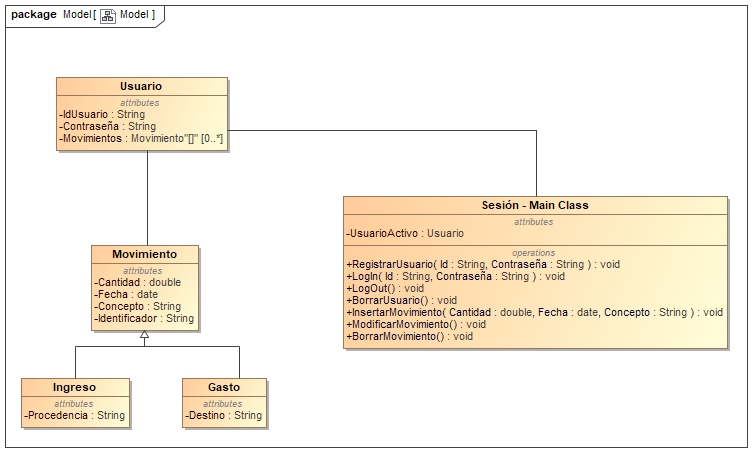 package Model[ Model ]
Usuario
attributes
-IdUsuario : String
-Contraseña : String
-Movimientos : Movimiento"[]" [0..*]
Sesión - Main Class
attributes
-UsuarioActivo : Usuario
operations
+RegistrarUsuario( Id : String, Contraseña : String ) : void
+LogIn( Id : String, Contraseña : String ) : void
+LogOut() : void
+BorrarUsuario() : void
+InsertarMovimiento( Cantidad : double, Fecha : date, Concepto : String ) : void
+ModificarMovimiento() : void
+BorrarMovimiento() : void
Movimiento
attributes
-Cantidad : double
-Fecha : date
-Concepto : String
-Identificador : String
Ingreso
attributes
-Procedencia : String
Gasto
attributes
-Destino : String